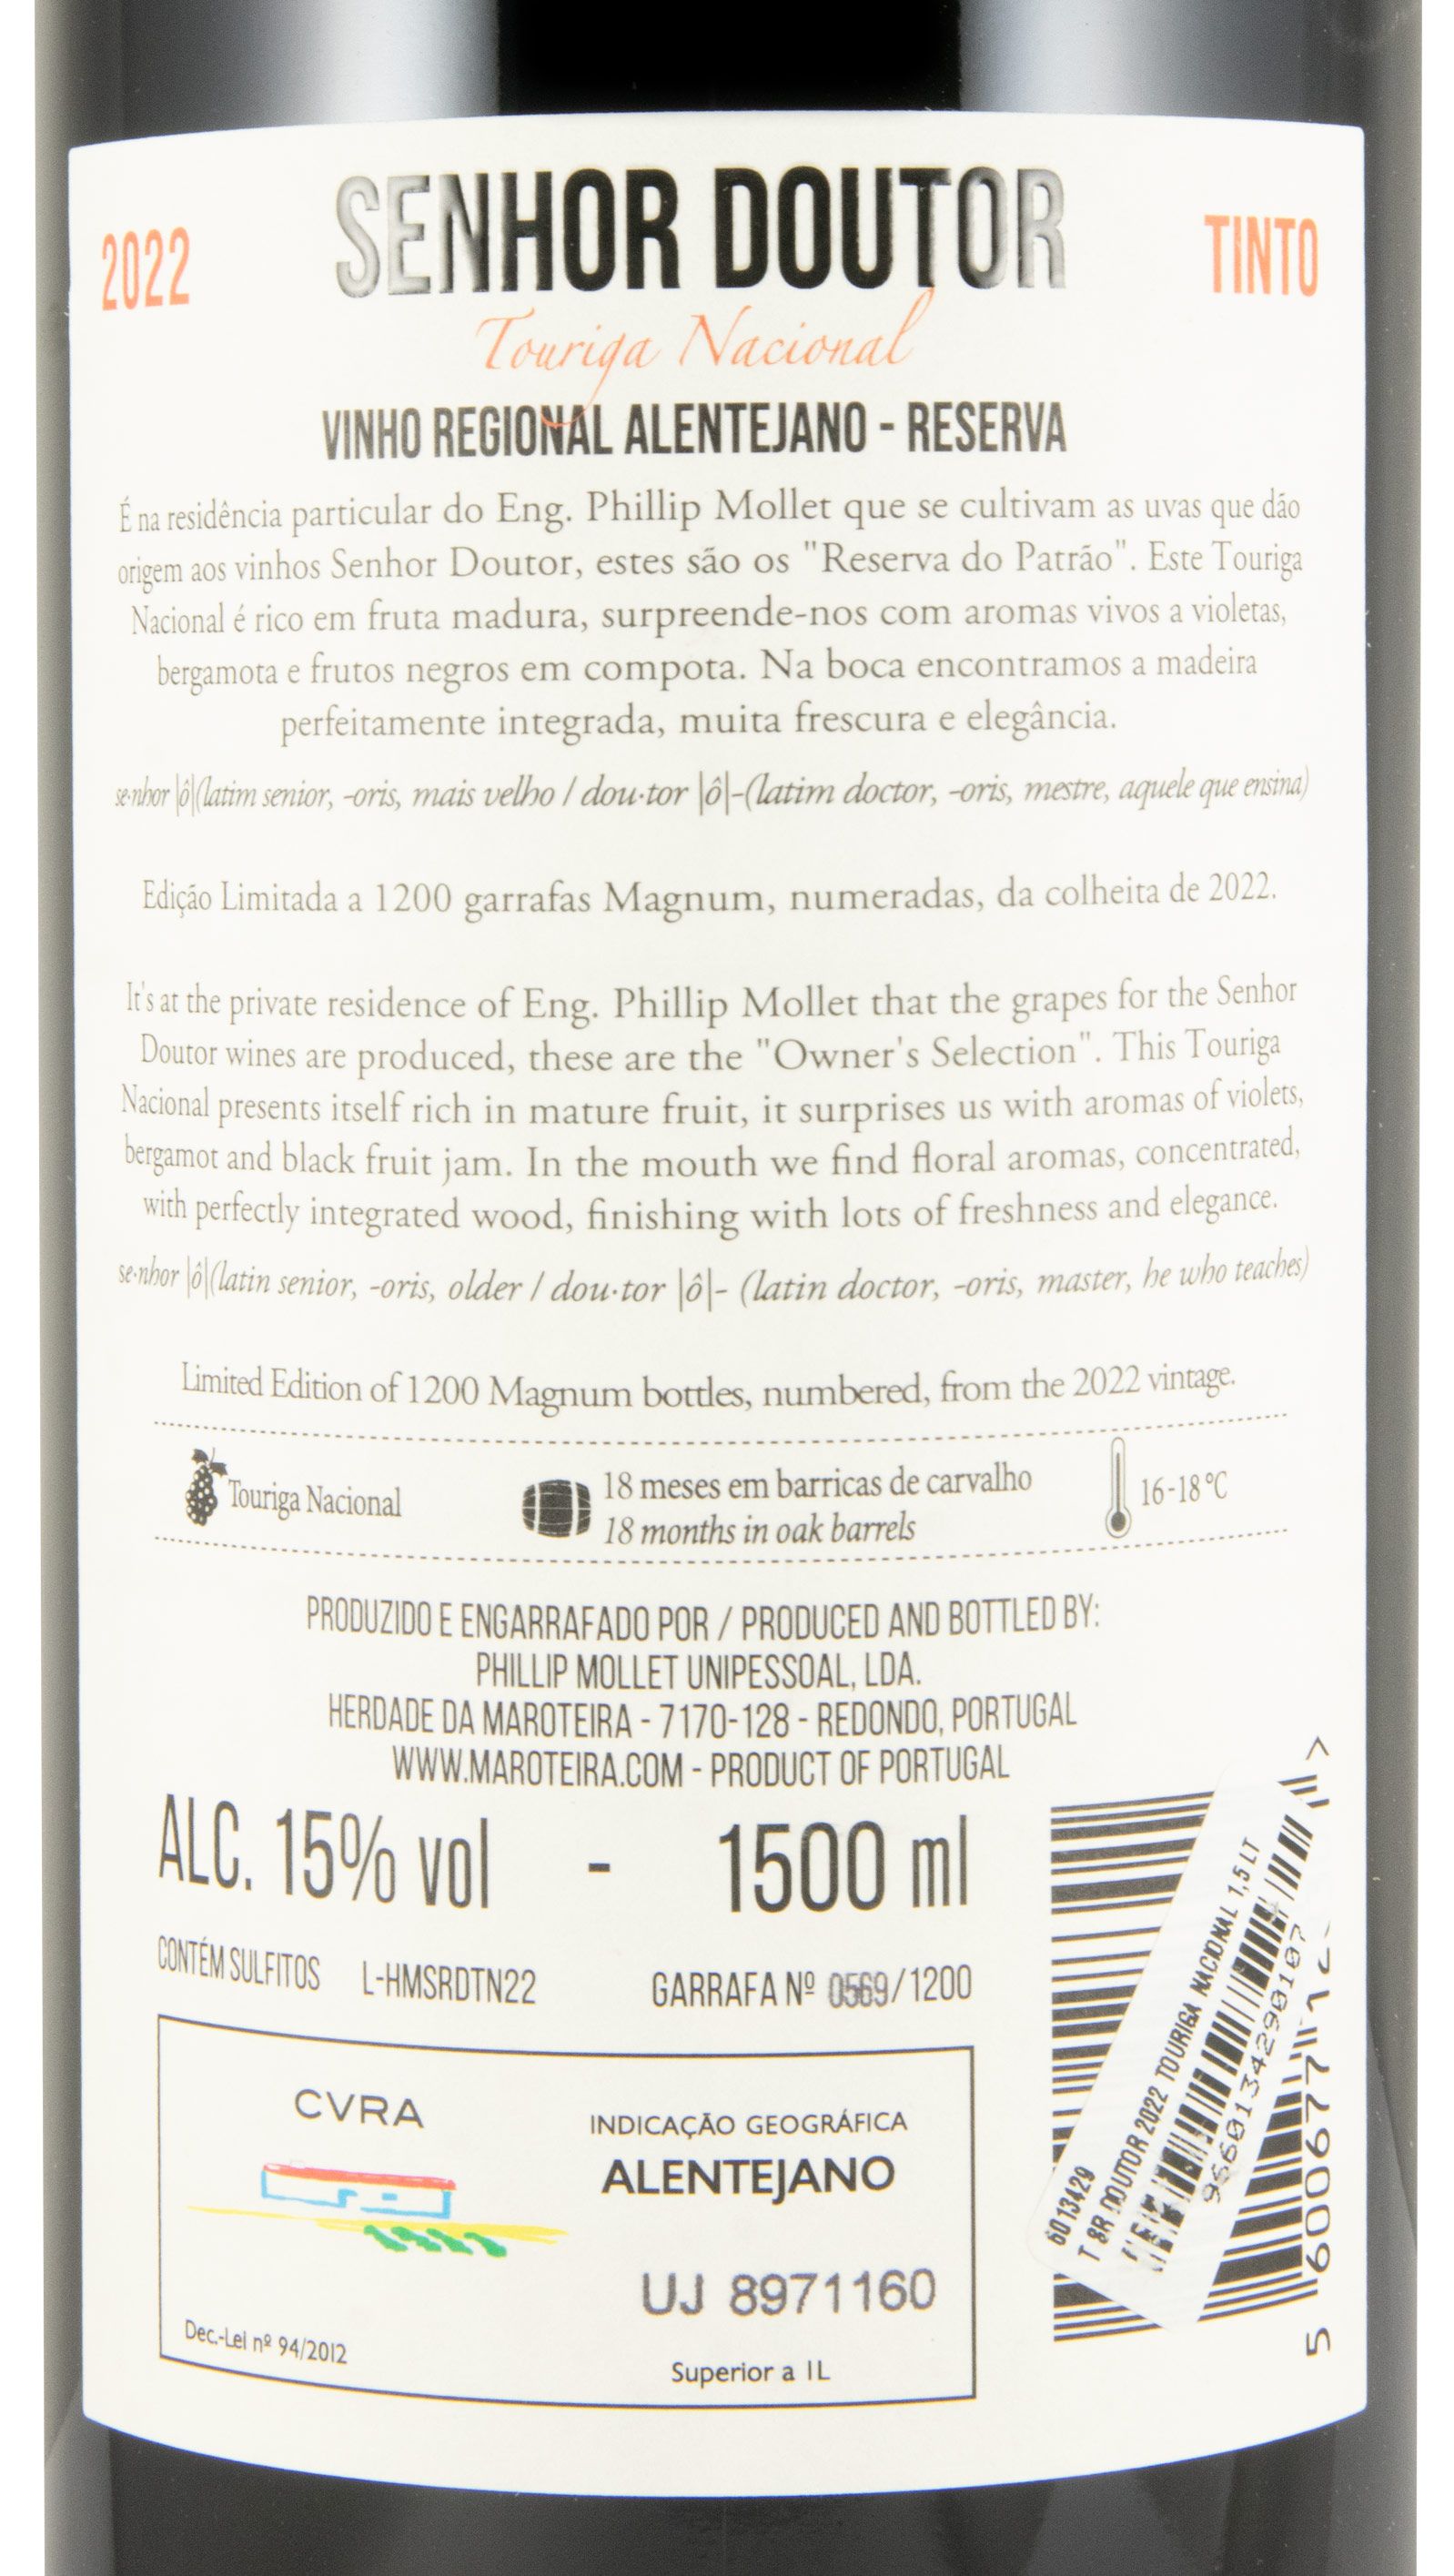 2022
SENHOR DOUTOR
TINTO
Touriga Nacional
VINHO REGIONAL ALENTEJANO - RESERVA
É na residência particular do Eng. Phillip Mollet que se cultivam as uvas que dão
origem aos vinhos Senhor Doutor, estes são os "Reserva do Patrão". Este Touriga
Nacional é rico em fruta madura, surpreende-nos com aromas vivos a violetas,
bergamota e frutos negros em compota. Na boca encontramos a madeira
perfeitamente integrada, muita frescura e elegância.
se·nhor |ô|(latim senior, -oris, mais velho / dou·tor |ô|-(latim doctor, -oris, mestre, aquele que ensina)
Edição Limitada a 1200 garrafas Magnum, numeradas, da colheita de 2022.
It's at the private residence of Eng. Phillip Mollet that the grapes for the Senhor
Doutor wines are produced, these are the "Owner's Selection". This Touriga
Nacional presents itself rich in mature fruit, it surprises us with aromas of violets,
bergamot and black fruit jam. In the mouth we find floral aromas, concentrated,
with perfectly integrated wood, finishing with lots of freshness and elegance.
se·nhor |ô|(latin senior, -oris, older / dou·tor |ô|- (latin doctor, -oris, master, he who teaches)
Limited Edition of 1200 Magnum bottles, numbered, from the 2022 vintage.
Touriga Nacional
18 meses em barricas de carvalho
18 months in oak barrels
16-18°C
PRODUZIDO E ENGARRAFADO POR / PRODUCED AND BOTTLED BY:
PHILLIP MOLLET UNIPESSOAL, LDA.
HERDADE DA MAROTEIRA - 7170-128 - REDONDO, PORTUGAL
WWW.MAROTEIRA.COM - PRODUCT OF PORTUGAL
ALC. 15% vol - 1500 ml
CONTÉM SULFITOS L-HMSRDTN22 GARRAFA Nº 0569/1200
CVRA
INDICAÇÃO GEOGRÁFICA
ALENTEJANO
UJ 8971160
Dec.-Lei nº 94/2012
Superior a 1L
6013429
T SR DOUTOR 2022 TOURIGA NACIONAL 1,5 LT
9660134290107
5 600677